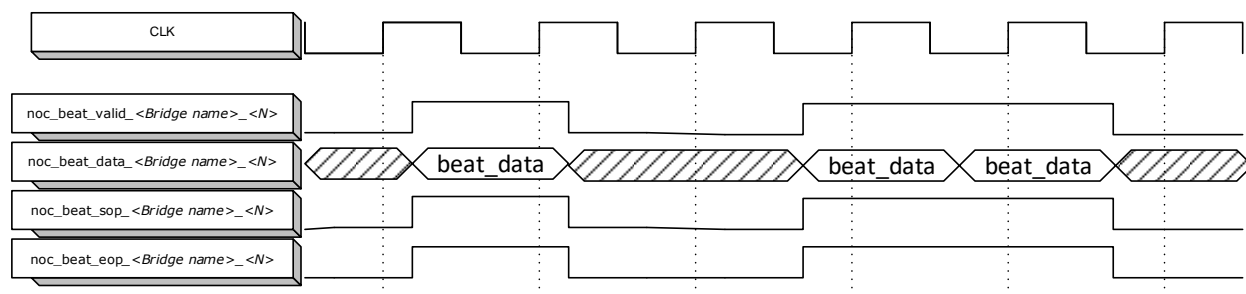 CLK
noc_beat_valid_<Bridge name>_<N>
noc_beat_data_<Bridge name>_<N>
beat_data
beat_data
beat_data
noc_beat_sop_<Bridge name>_<N>
noc_beat_eop_<Bridge name>_<N>